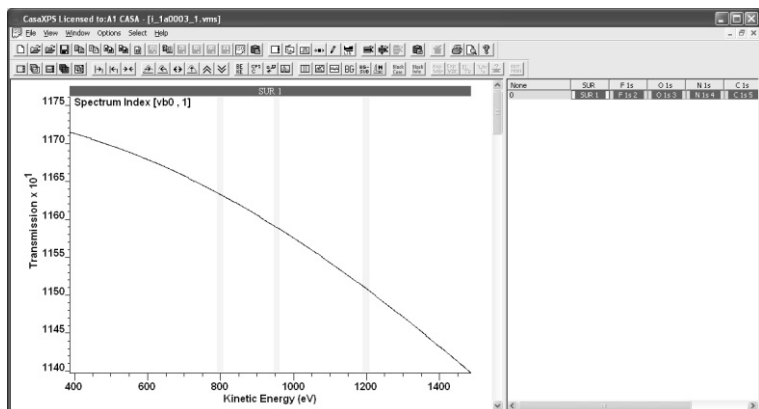 CasaXPS Licensed to:A1 CASA - [i_1a0003_1.vms]
File View Window Options Select Help
SUR 1
Spectrum Index [vb0 , 1]
Transmission x 10¹
1175
1170
1165
1160
1155
1150
1145
1140
400 600 800 1000 1200 1400
Kinetic Energy (eV)
None SUR F 1s O 1s N 1s C 1s
0 SUR 1 F 1s 2 O 1s 3 N 1s 4 C 1s 5